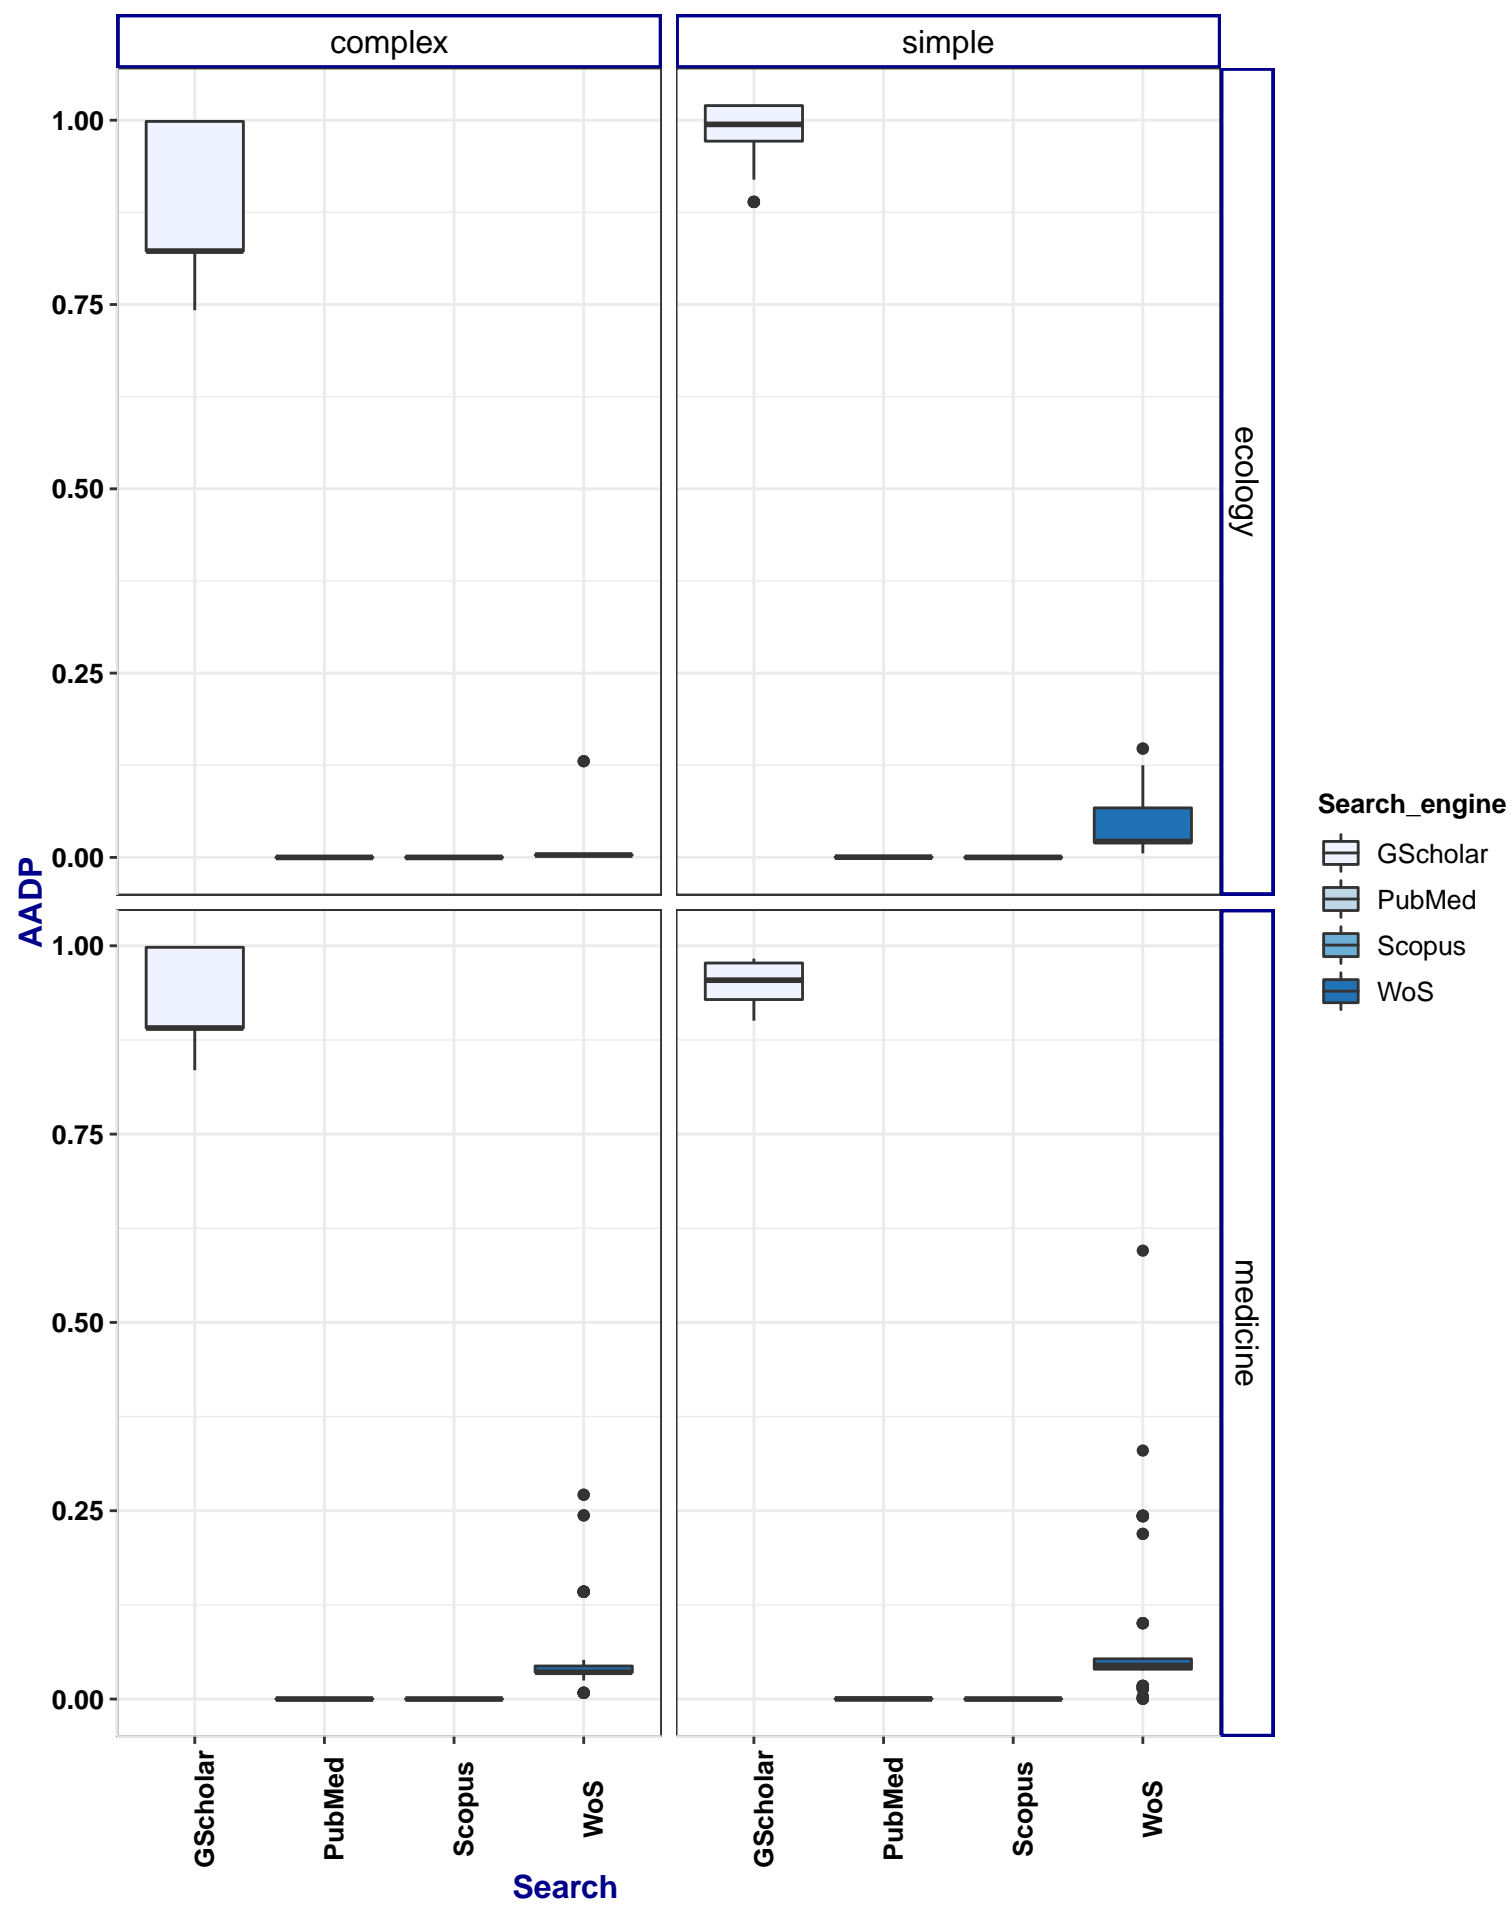 complex
simple
1.00
0.75
0.50
0.25
0.00
ecology
AADP
1.00
0.75
0.50
0.25
0.00
medicine
GScholar
PubMed
Scopus
WoS
GScholar
PubMed
Scopus
WoS
Search
Search_engine
GScholar
PubMed
Scopus
WoS